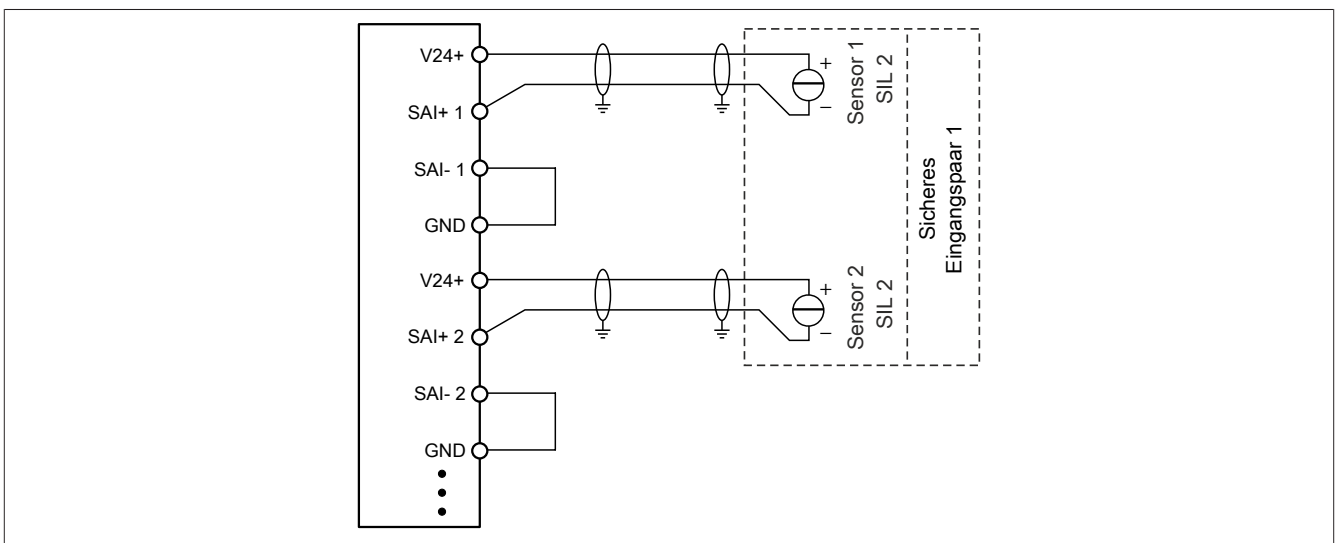 V24+
SAI+ 1
SAI- 1
GND
V24+
SAI+ 2
SAI- 2
GND
+
−
Sensor 1
SIL 2
+
−
Sensor 2
SIL 2
Sicheres
Eingangspaar 1